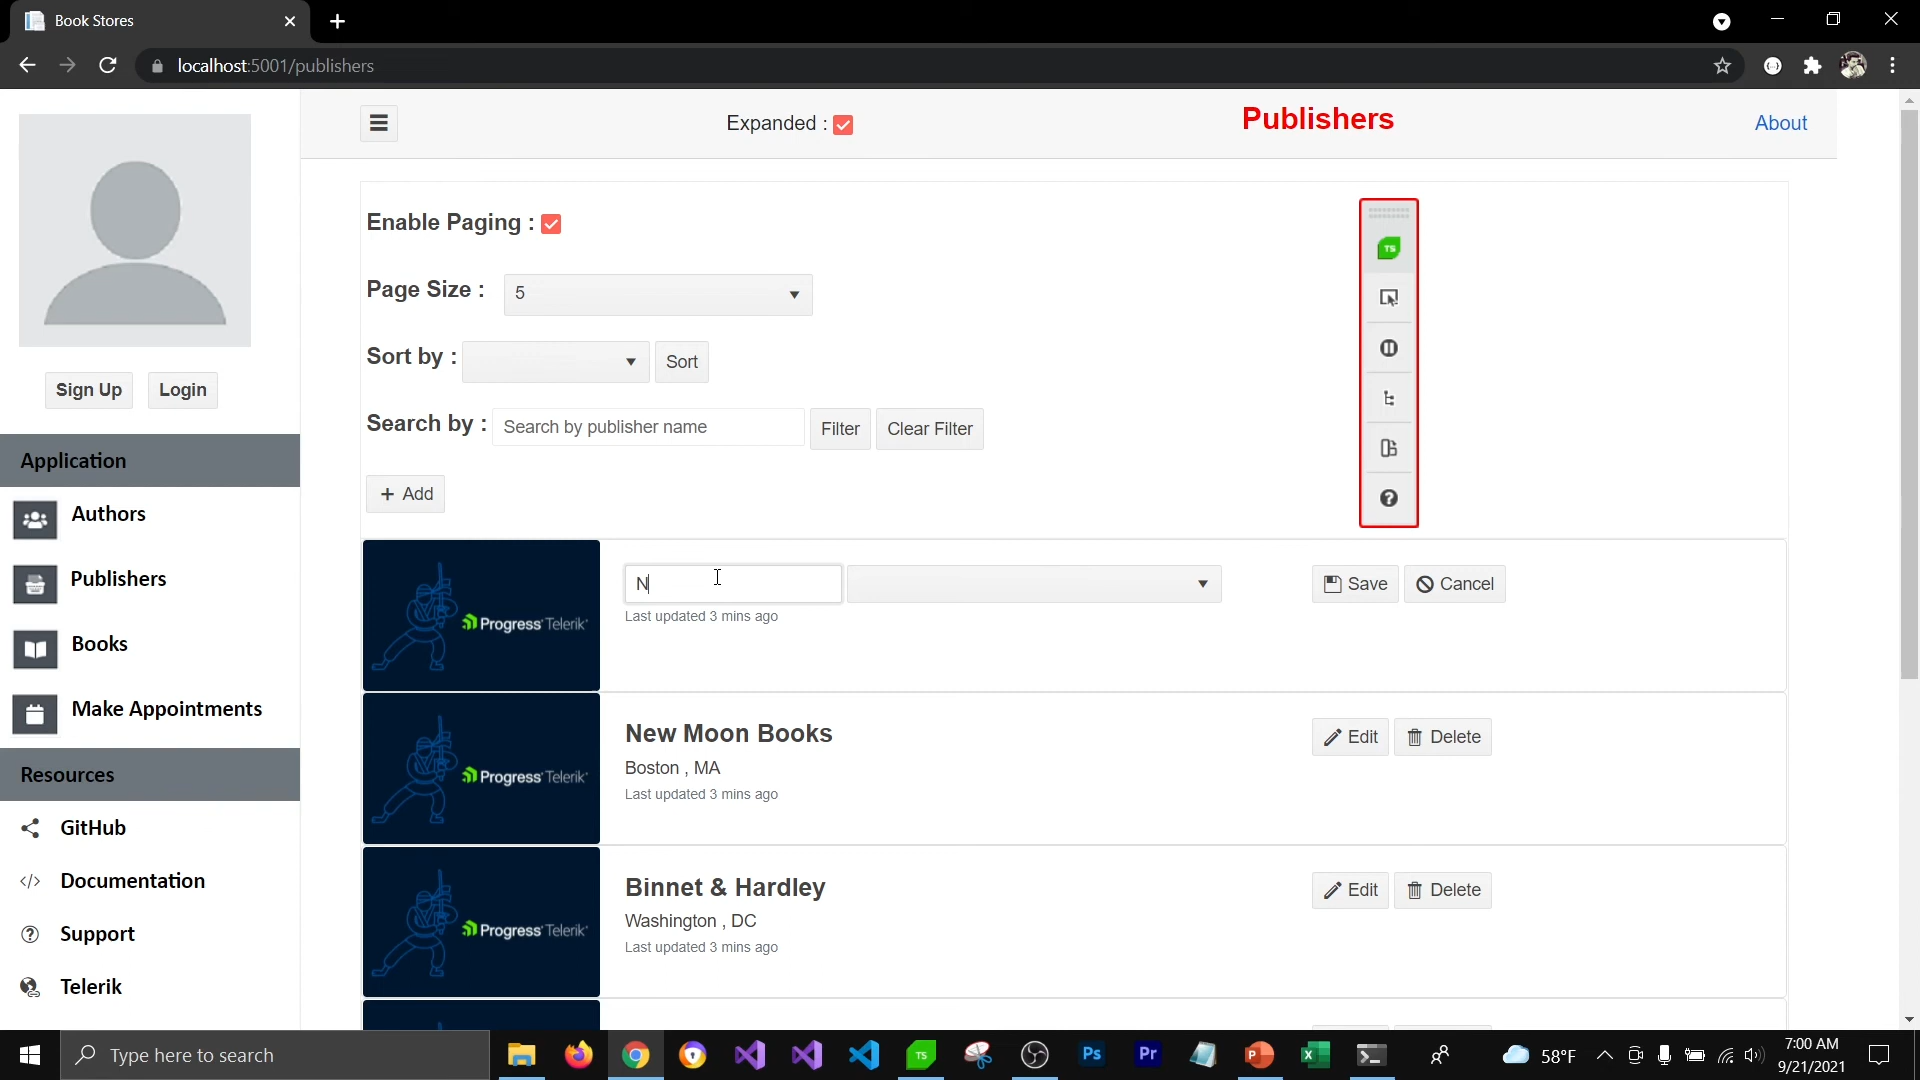 Book Stores
localhost:5001/publishers
Expanded :
Publishers
About
Sign Up
Login
Application
Authors
Publishers
Books
Make Appointments
Resources
GitHub
Documentation
Support
Telerik
Enable Paging :
Page Size :
5
Sort by :
Sort
Search by :
Search by publisher name
Filter
Clear Filter
+ Add
TS
Progress Telerik
N
Last updated 3 mins ago
Save
Cancel
Progress Telerik
New Moon Books
Boston , MA
Last updated 3 mins ago
Edit
Delete
Progress Telerik
Binnet & Hardley
Washington , DC
Last updated 3 mins ago
Edit
Delete
Type here to search
TS
Ps
Pr
58°F
7:00 AM
9/21/2021